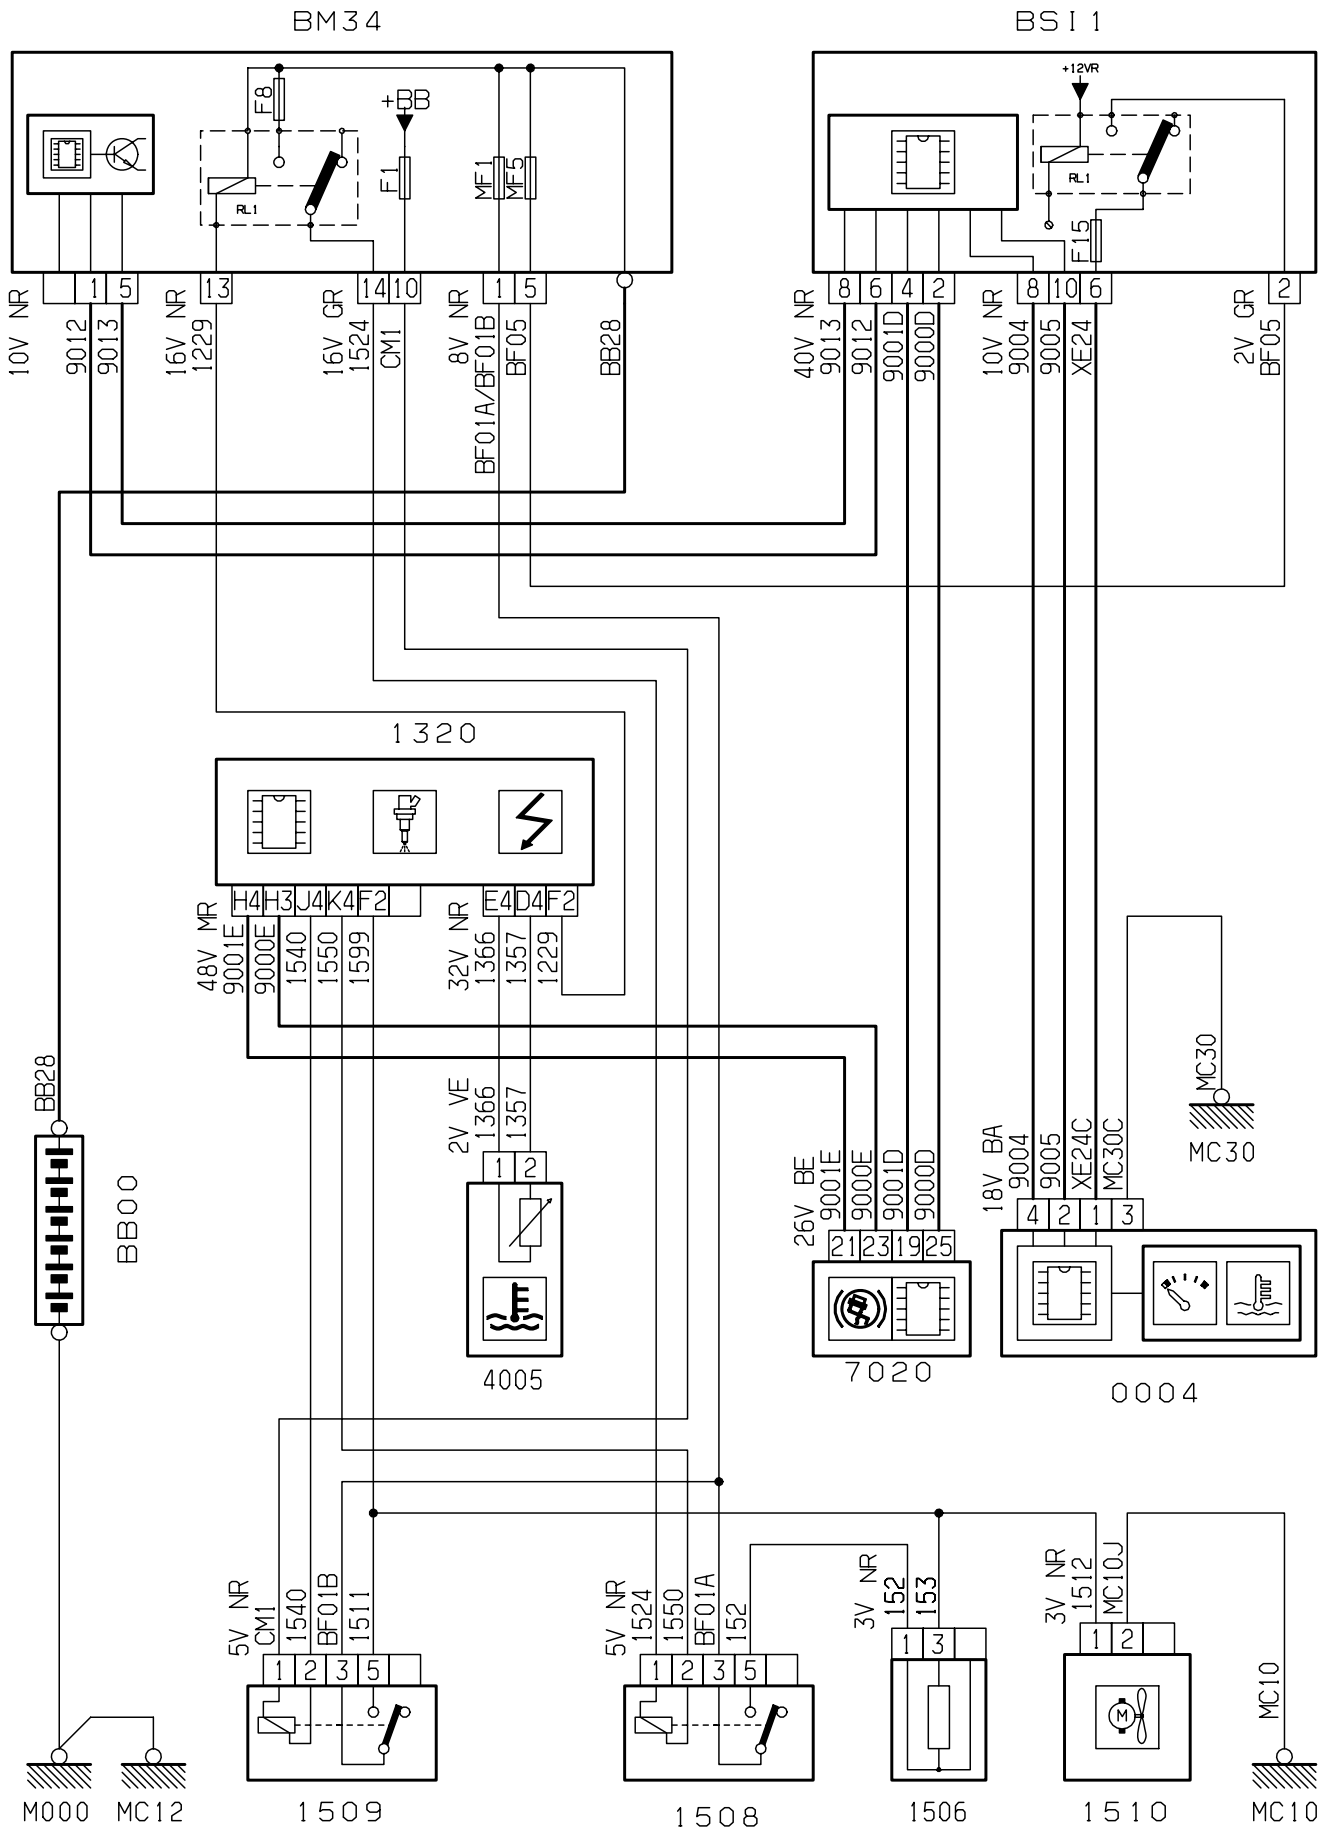 BM34
BSI1
F8
+BB
F1
MF1
MF5
RL1
+12VR
RL1
F15
1
5
13
14
10
1
5
8
6
4
2
8
10
6
2
10V NR
9012
9013
16V NR
1229
16V GR
1524
CM1
8V NR
BF01A/BF01B
BF05
BB28
40V NR
9013
9012
9001D
9000D
10V NR
9004
9005
XE24
2V GR
BF05
1320
H4
H3
J4
K4
F2
E4
D4
F2
48V MR
9001E
9000E
1540
1550
1599
32V NR
1366
1357
1229
BB28
BB00
2V VE
1366
1357
1
2
4005
26V BE
9001E
9000E
9001D
9000D
21
23
19
25
7020
18V BA
9004
9005
XE24C
MC30C
MC30
MC30
4
2
1
3
0004
5V NR
CM1
1540
BF01B
1511
1
2
3
5
1509
5V NR
1524
1550
BF01A
152
1
2
3
5
1508
3V NR
152
153
1
3
1506
3V NR
1512
MC10J
1
2
M
1510
MC10
MC10
M000
MC12